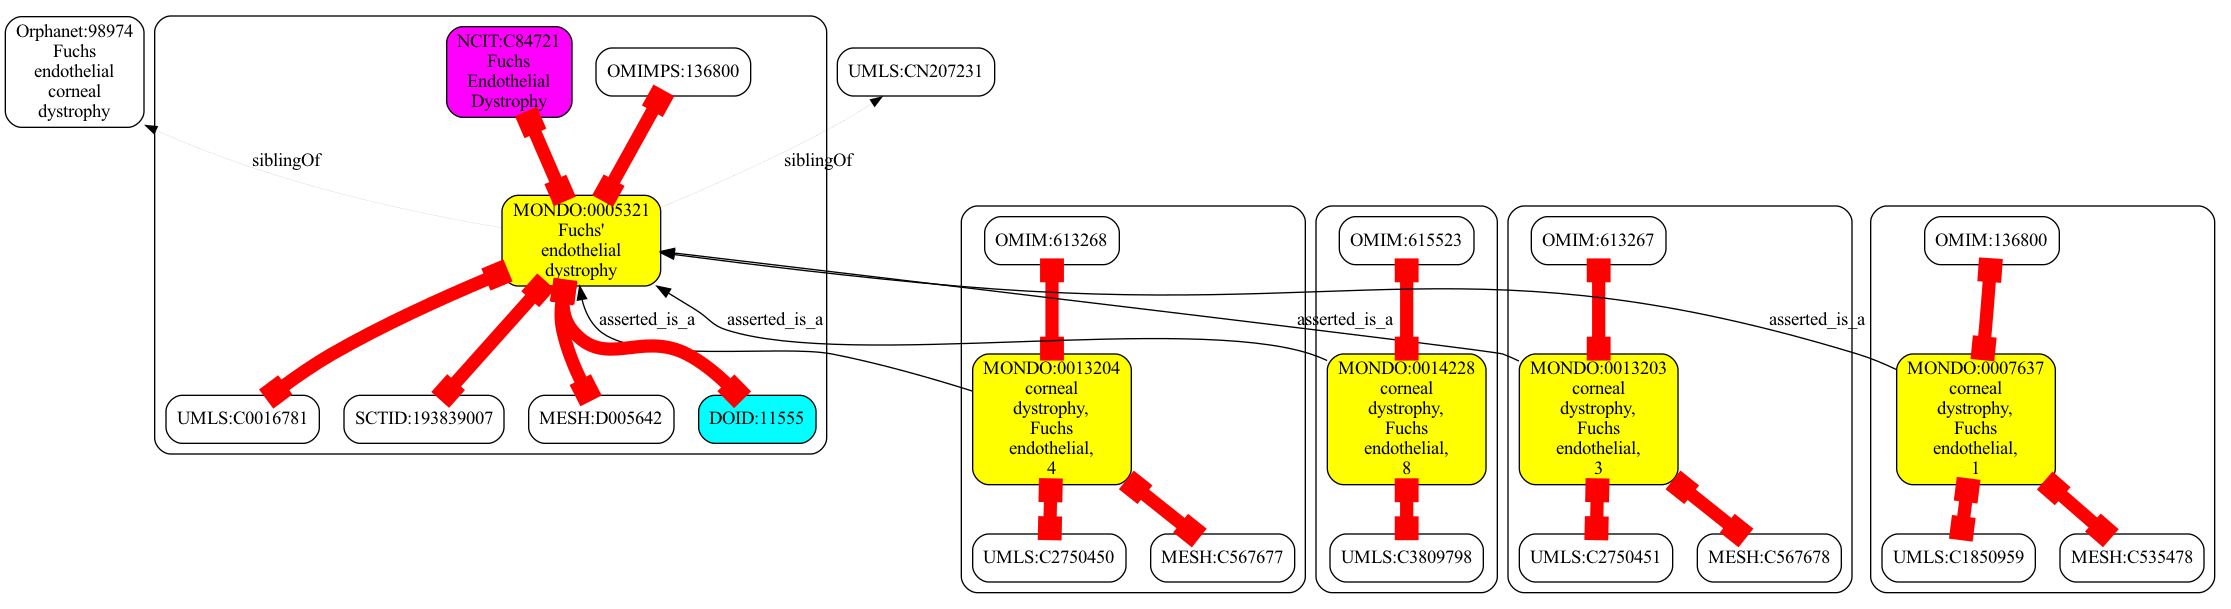 Orphanet:98974
Fuchs
endothelial
corneal
dystrophy
NCIT:C84721
Fuchs
Endothelial
Dystrophy
OMIMPS:136800
UMLS:CN207231
siblingOf
siblingOf
MONDO:0005321
Fuchs'
endothelial
dystrophy
OMIM:613268
OMIM:615523
OMIM:613267
OMIM:136800
asserted_is_a
asserted_is_a
asserted_is_a
asserted_is_a
UMLS:C0016781
SCTID:193839007
MESH:D005642
DOID:11555
MONDO:0013204
corneal
dystrophy,
Fuchs
endothelial,
4
MONDO:0014228
corneal
dystrophy,
Fuchs
endothelial,
8
MONDO:0013203
corneal
dystrophy,
Fuchs
endothelial,
3
MONDO:0007637
corneal
dystrophy,
Fuchs
endothelial,
1
UMLS:C2750450
MESH:C567677
UMLS:C3809798
UMLS:C2750451
MESH:C567678
UMLS:C1850959
MESH:C535478